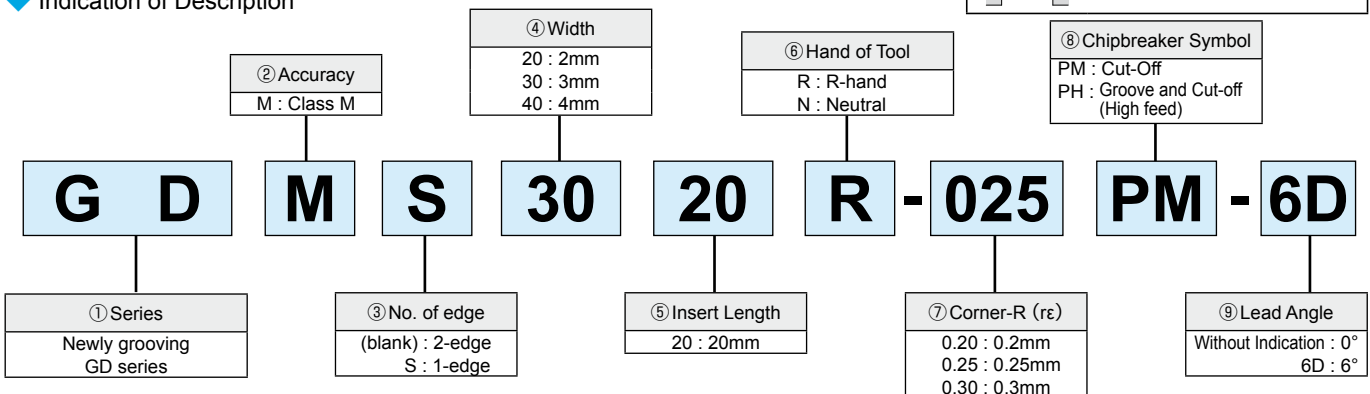 Indication of Description
④Width
20 : 2mm
30 : 3mm
40 : 4mm
②Accuracy
M : Class M
⑥Hand of Tool
R : R-hand
N : Neutral
⑧Chipbreaker Symbol
PM : Cut-Off
PH : Groove and Cut-off
(High feed)
G D M S 30 20 R - 025 PM - 6D
①Series
Newly grooving
GD series
③No. of edge
(blank) : 2-edge
S : 1-edge
⑤Insert Length
20 : 20mm
⑦Corner-R (rε)
0.20 : 0.2mm
0.25 : 0.25mm
0.30 : 0.3mm
⑨Lead Angle
Without Indication : 0°
6D : 6°